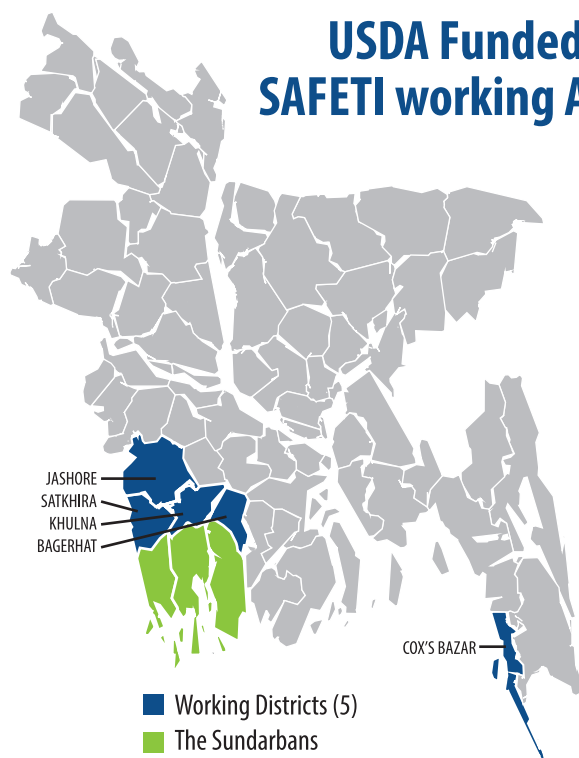 USDA Funded
SAFETI working A
JASHORE
SATKHIRA
KHULNA
BAGERHAT
COX'S BAZAR
Working Districts (5)
The Sundarbans